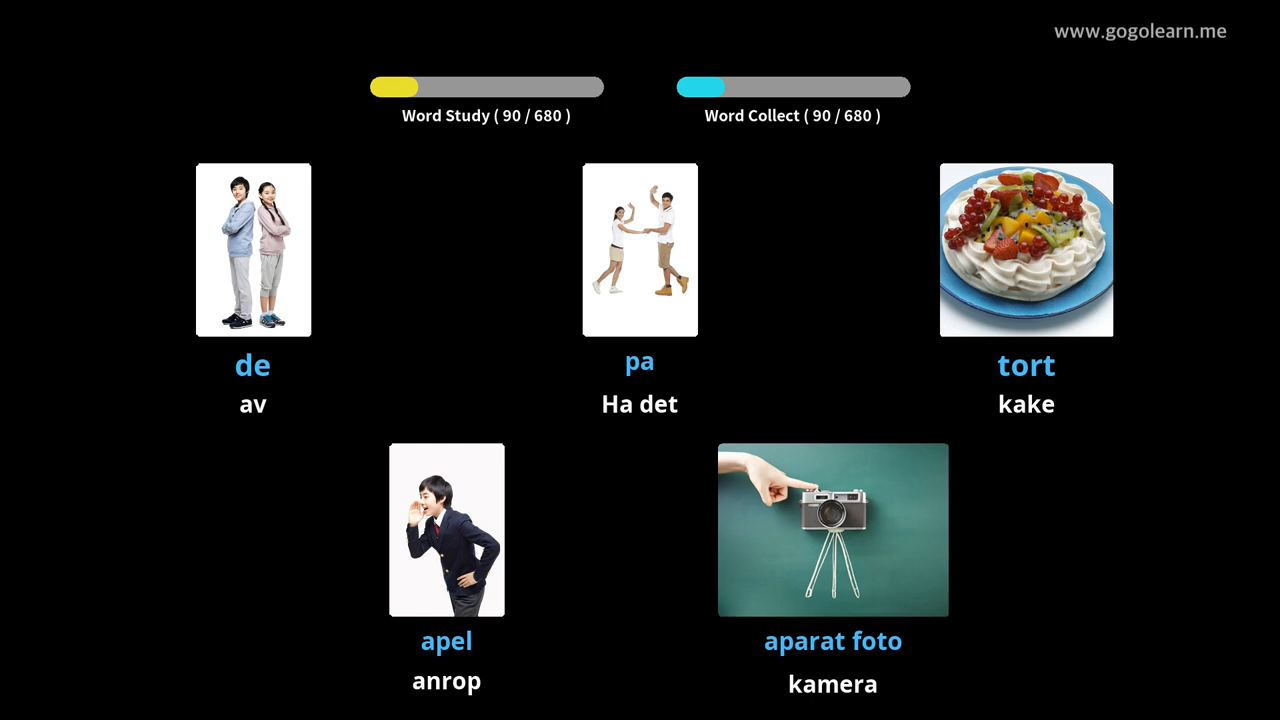 www.gogolearn.me
Word Study ( 90 / 680 )
Word Collect ( 90 / 680 )
de
av
pa
Ha det
tort
kake
apel
anrop
aparat foto
kamera